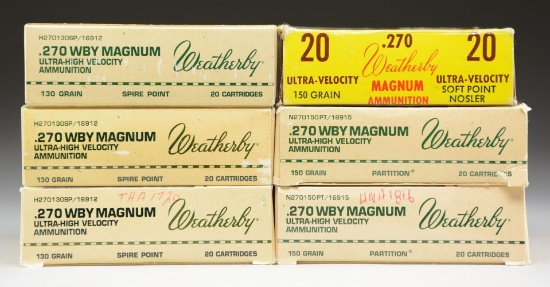 H270130SP/16912
.270 WBY MAGNUM
ULTRA-HIGH VELOCITY
AMMUNITION
Weatherby®
130 GRAIN SPIRE POINT 20 CARTRIDGES
20 .270 20
Weatherby
ULTRA-VELOCITY MAGNUM ULTRA-VELOCITY
150 GRAIN AMMUNITION SOFT POINT
NOSLER
H270130SP/16912
.270 WBY MAGNUM
ULTRA-HIGH VELOCITY
AMMUNITION
Weatherby®
130 GRAIN SPIRE POINT 20 CARTRIDGES
N270150PT/16915
.270 WBY MAGNUM
ULTRA-HIGH VELOCITY
AMMUNITION
Weatherby®
150 GRAIN PARTITION® 20 CARTRIDGES
H270130SP/16912
THA1720
.270 WBY MAGNUM
ULTRA-HIGH VELOCITY
AMMUNITION
Weatherby®
130 GRAIN SPIRE POINT 20 CARTRIDGES
N270150PT/16915
.270 WBY MAGNUM
ULTRA-HIGH VELOCITY
AMMUNITION
Weatherby®
150 GRAIN PARTITION® 20 CARTRIDGES